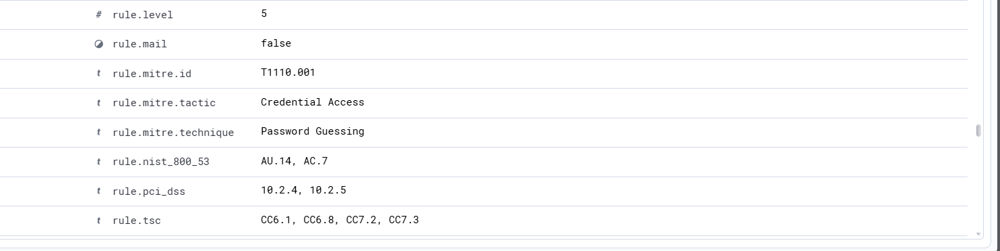 # rule.level 5
rule.mail false
t rule.mitre.id T1110.001
t rule.mitre.tactic Credential Access
t rule.mitre.technique Password Guessing
t rule.nist_800_53 AU.14, AC.7
t rule.pci_dss 10.2.4, 10.2.5
t rule.tsc CC6.1, CC6.8, CC7.2, CC7.3